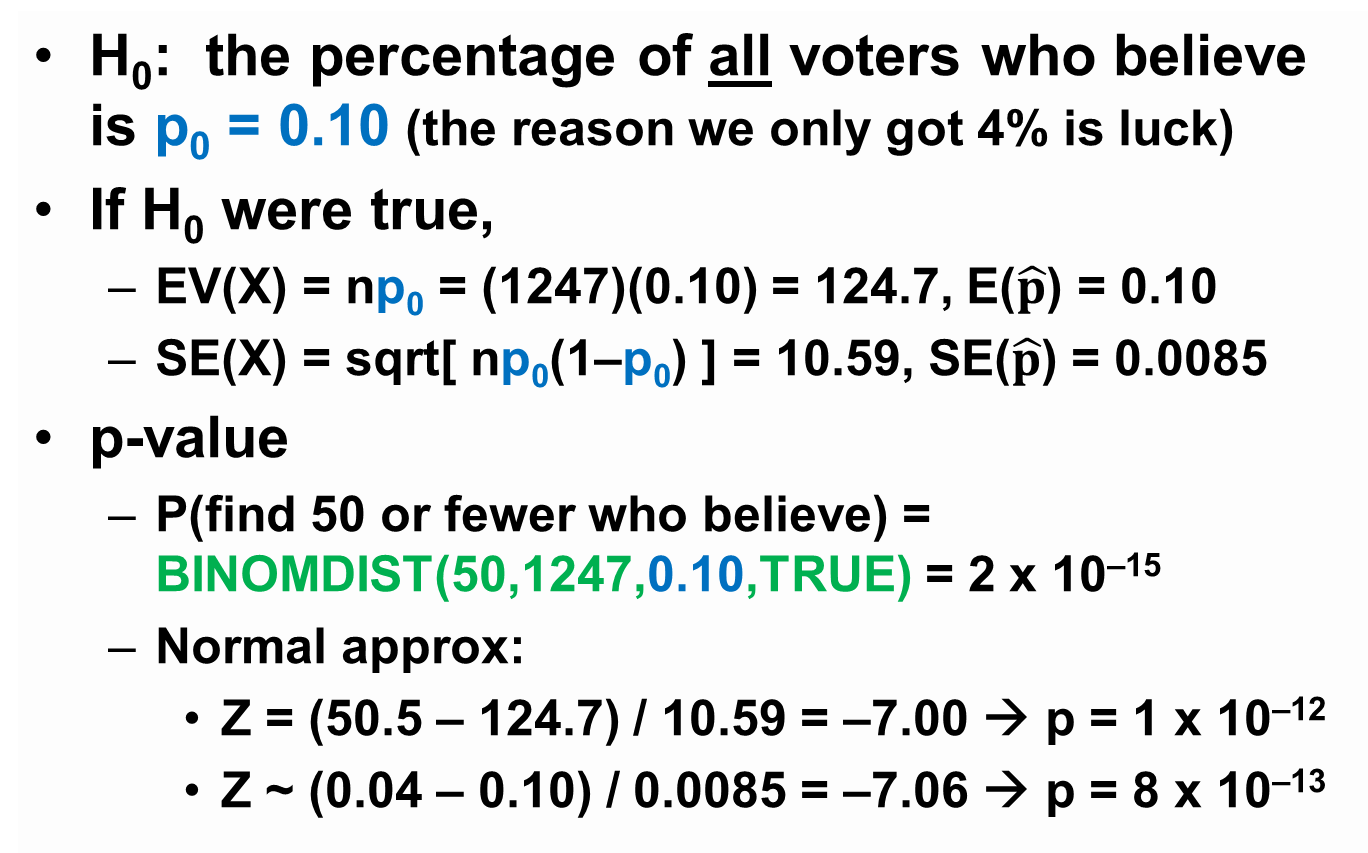 • H₀: the percentage of all voters who believe
is p₀ = 0.10 (the reason we only got 4% is luck)
• If H₀ were true,
– EV(X) = np₀ = (1247)(0.10) = 124.7, E(p̂) = 0.10
– SE(X) = sqrt[ np₀(1–p₀) ] = 10.59, SE(p̂) = 0.0085
• p-value
– P(find 50 or fewer who believe) =
BINOMDIST(50,1247,0.10,TRUE) = 2 x 10⁻¹⁵
– Normal approx:
• Z = (50.5 – 124.7) / 10.59 = –7.00 → p = 1 x 10⁻¹²
• Z ~ (0.04 – 0.10) / 0.0085 = –7.06 → p = 8 x 10⁻¹³